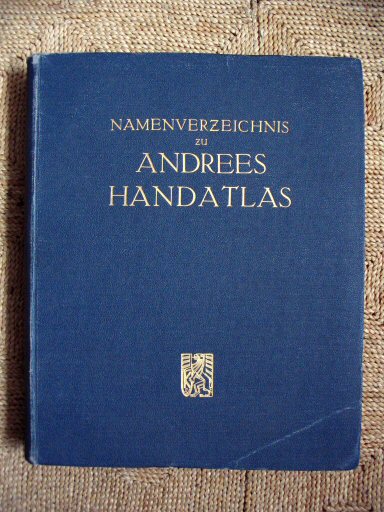 NAMENVERZEICHNIS
zu
ANDREES
HANDATLAS